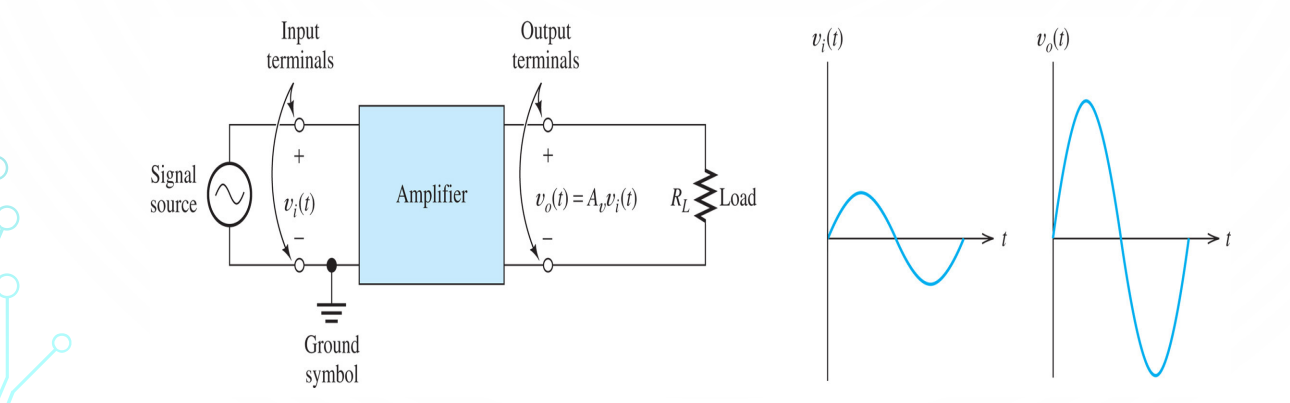 Input
terminals
Output
terminals
Signal
source
+
v_i(t)
−
Amplifier
+
v_o(t) = A_v v_i(t)
−
R_L
Load
Ground
symbol
v_i(t)
t
v_o(t)
t